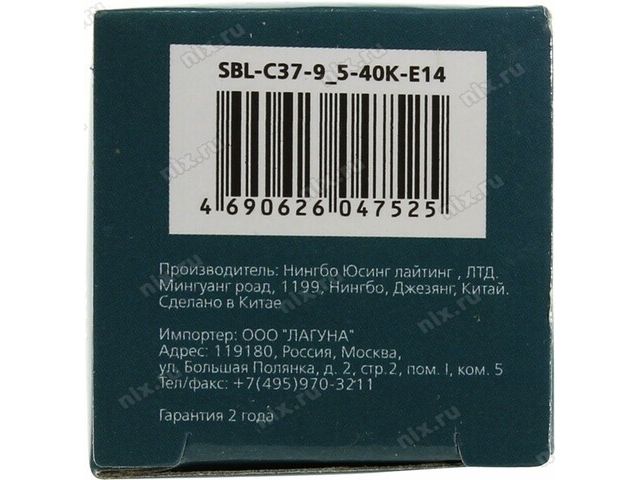 SBL-C37-9_5-40K-E14
4 690626 047525
Производитель: Нингбо Юсинг лайтинг , ЛТД.
Мингуанг роад, 1199, Нингбо, Джезянг, Китай.
Сделано в Китае
Импортер: ООО "ЛАГУНА"
Адрес: 119180, Россия, Москва,
ул. Большая Полянка, д. 2, стр.2, пом. I, ком. 5
Тел/факс: +7(495)970-3211
Гарантия 2 года
nix.ru